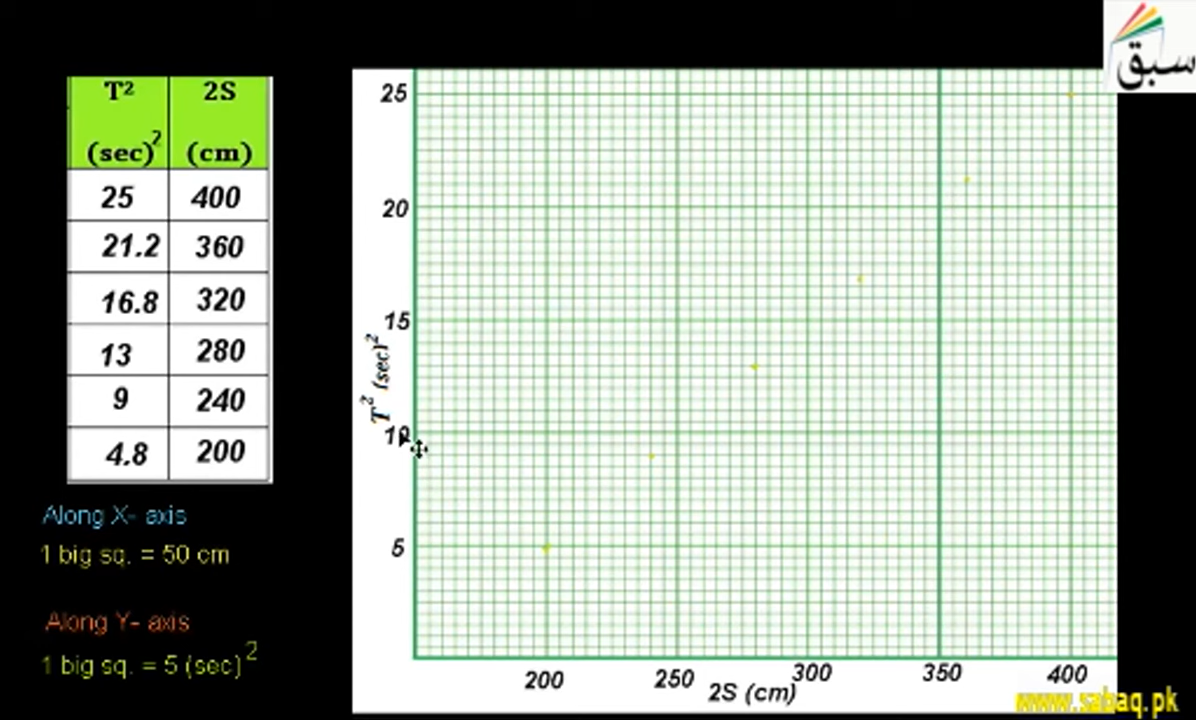 سبق
T² 2S
(sec)² (cm)
25 400
21.2 360
16.8 320
13 280
9 240
4.8 200
Along X- axis
1 big sq. = 50 cm
Along Y- axis
1 big sq. = 5 (sec)²
25
20
15
10
5
T² (sec)²
200 250 300 350 400
2S (cm)
www.sabaq.pk